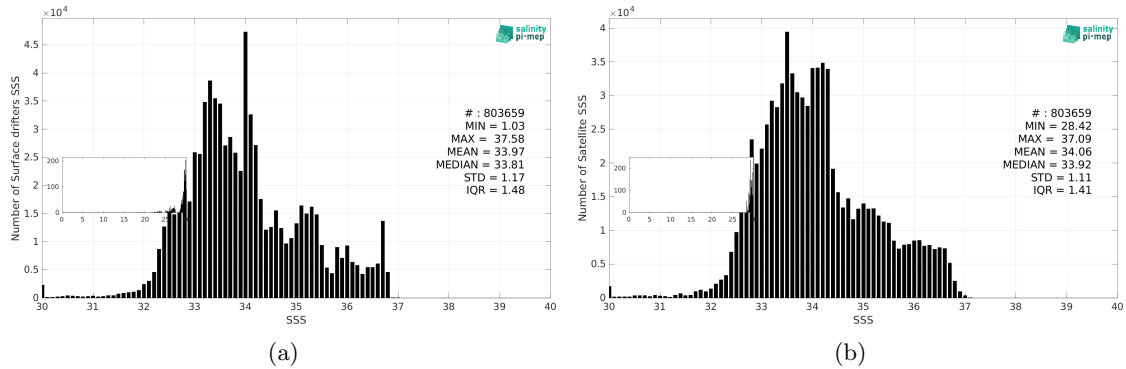 ×10⁴
4.5
4
3.5
3
2.5
2
1.5
1
0.5
0
Number of Surface drifters SSS
salinity
pi-mep
# : 803659
MIN = 1.03
MAX = 37.58
MEAN = 33.97
MEDIAN = 33.81
STD = 1.17
IQR = 1.48
200
100
0
0 5 10 15 20 25
30 31 32 33 34 35 36 37 38 39 40
SSS
(a)
×10⁴
4
3.5
3
2.5
2
1.5
1
0.5
0
Number of Satellite SSS
salinity
pi-mep
# : 803659
MIN = 28.42
MAX = 37.09
MEAN = 34.06
MEDIAN = 33.92
STD = 1.11
IQR = 1.41
200
100
0
0 5 10 15 20 25
30 31 32 33 34 35 36 37 38 39 40
SSS
(b)